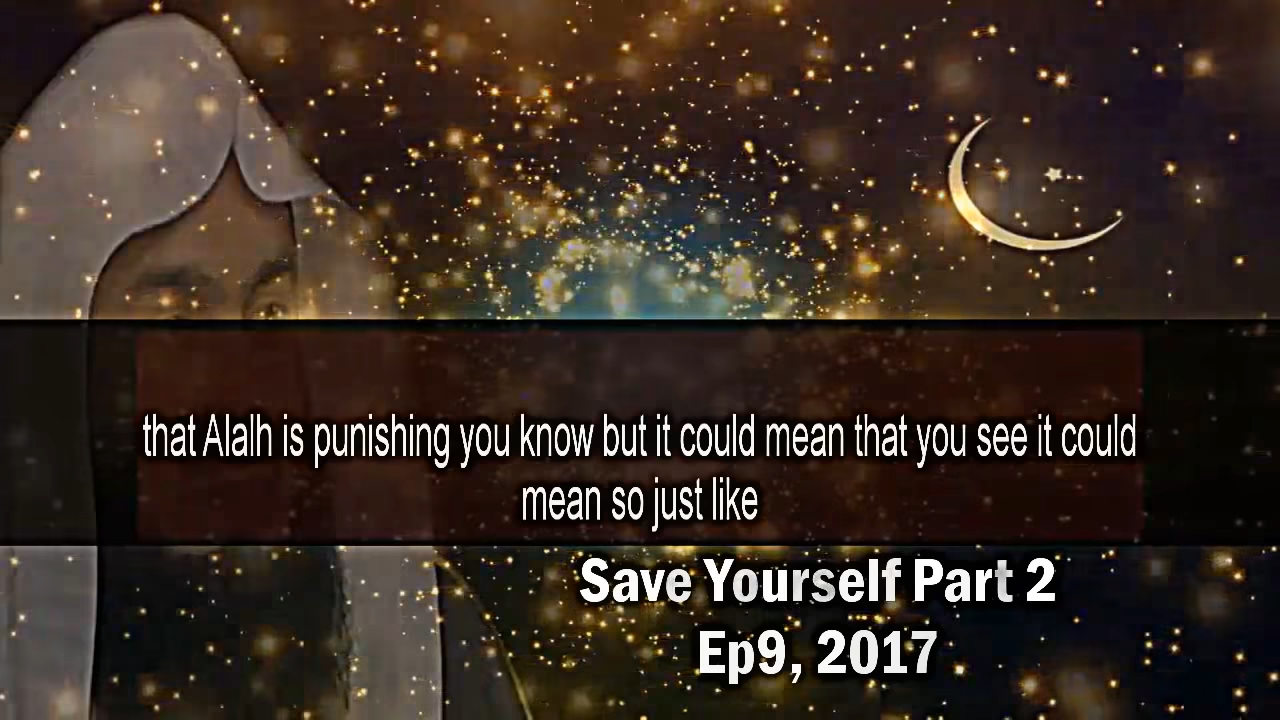 that Alalh is punishing you know but it could mean that you see it could
mean so just like
Save Yourself Part 2
Ep9, 2017